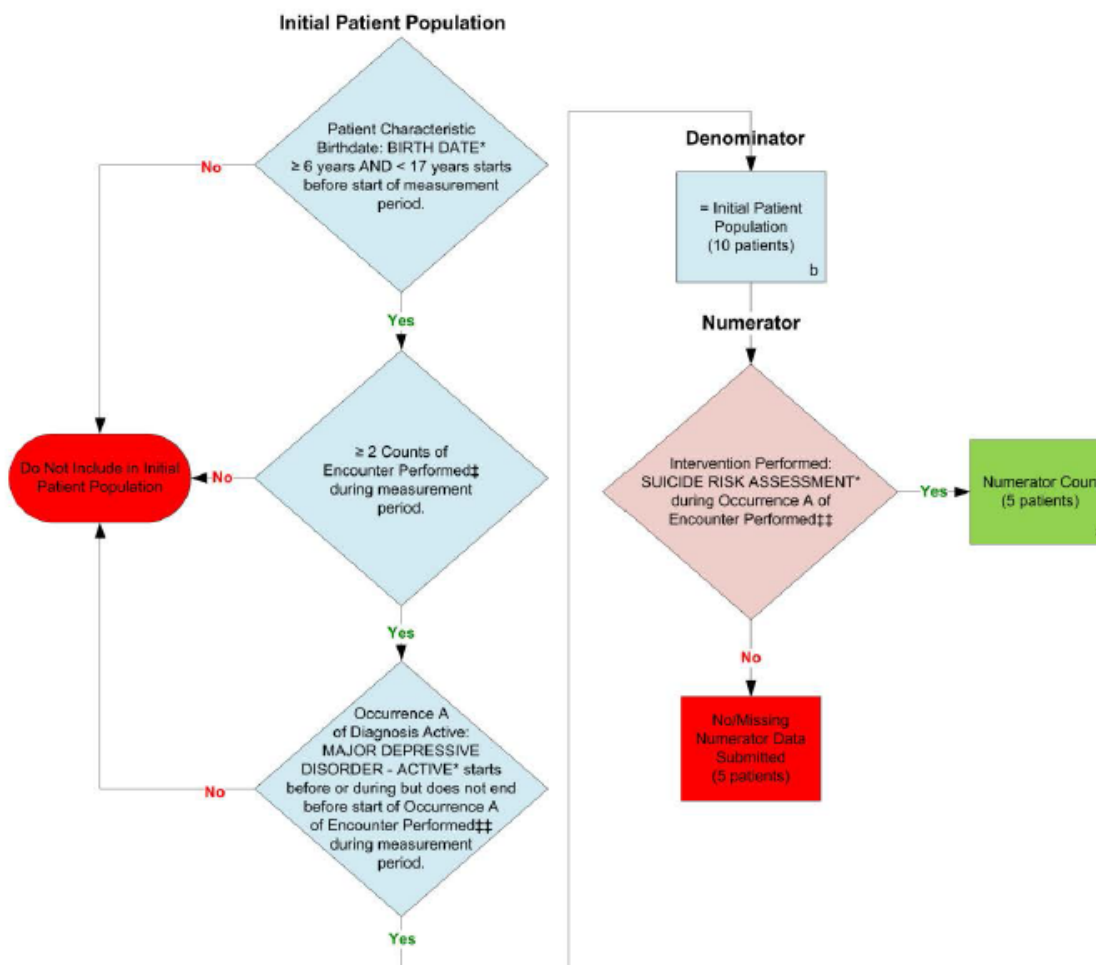 Initial Patient Population
Patient Characteristic
Birthdate: BIRTH DATE*
≥ 6 years AND < 17 years starts
before start of measurement
period.
No
Yes
≥ 2 Counts of
Encounter Performed‡
during measurement
period.
No
Do Not Include in Initial
Patient Population
Yes
Occurrence A
of Diagnosis Active:
MAJOR DEPRESSIVE
DISORDER - ACTIVE* starts
before or during but does not end
before start of Occurrence A
of Encounter Performed‡‡
during measurement
period.
No
Yes
Denominator
= Initial Patient
Population
(10 patients)
b
Numerator
Intervention Performed:
SUICIDE RISK ASSESSMENT*
during Occurrence A of
Encounter Performed‡‡
Yes
Numerator Coun
(5 patients)
No
No/Missing
Numerator Data
Submitted
(5 patients)